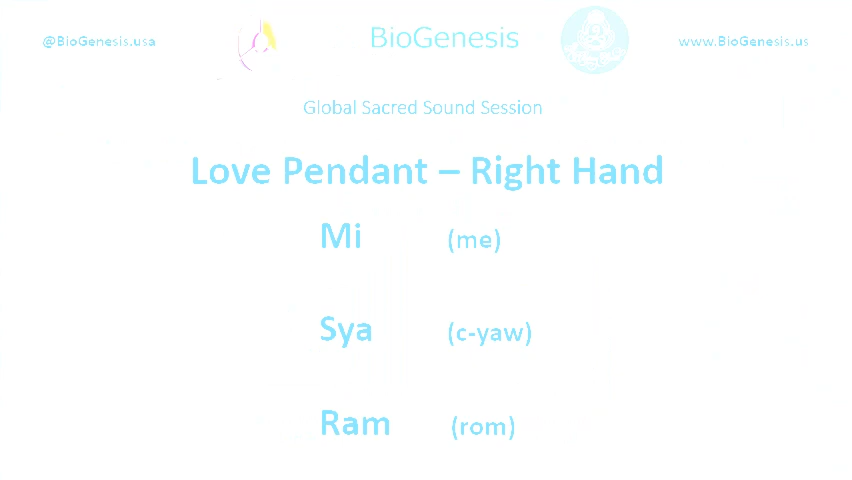 @BioGenesis.usa
BioGenesis
www.BioGenesis.us
Global Sacred Sound Session
Love Pendant – Right Hand
Mi (me)
Sya (c-yaw)
Ram (rom)